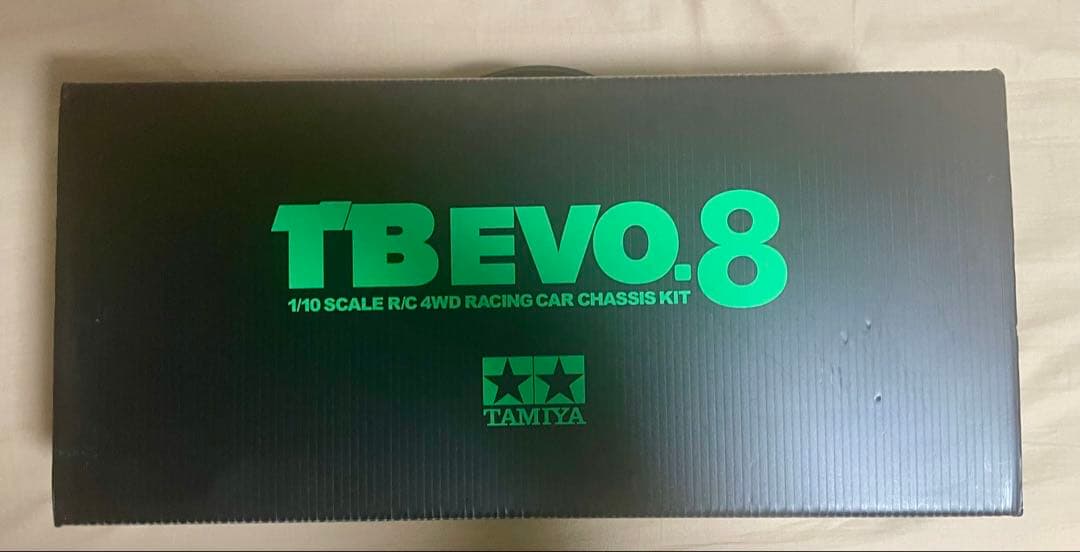 TB EVO.8
1/10 SCALE R/C 4WD RACING CAR CHASSIS KIT
TAMIYA